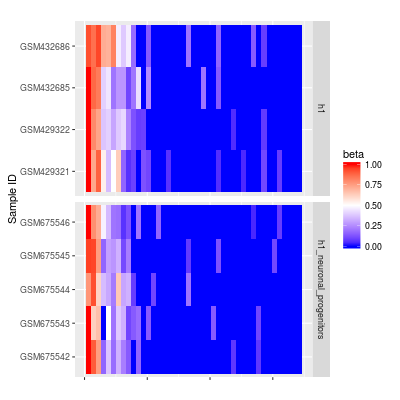 GSM432686
GSM432685
GSM429322
GSM429321
h1
GSM675546
GSM675545
GSM675544
GSM675543
GSM675542
h1_neuronal_progenitors
Sample ID
beta
1.00
0.75
0.50
0.25
0.00